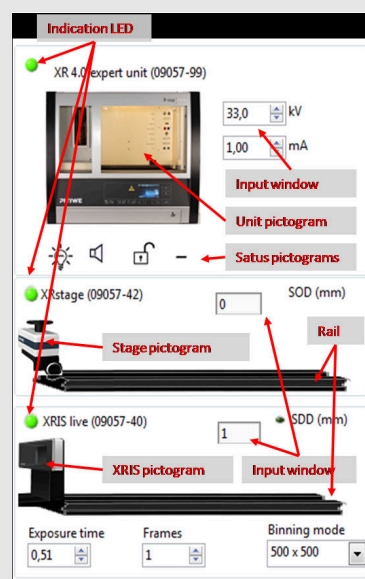 Indication LED
XR 4.0 expert unit (09057-99)
33,0 kV
1,00 mA
Input window
Unit pictogram
PHYWE
Satus pictograms
XRstage (09057-42)
0
SOD (mm)
Rail
Stage pictogram
XRIS live (09057-40)
1
SDD (mm)
XRIS pictogram
Input window
Exposure time
Frames
Binning mode
0,51
1
500 x 500